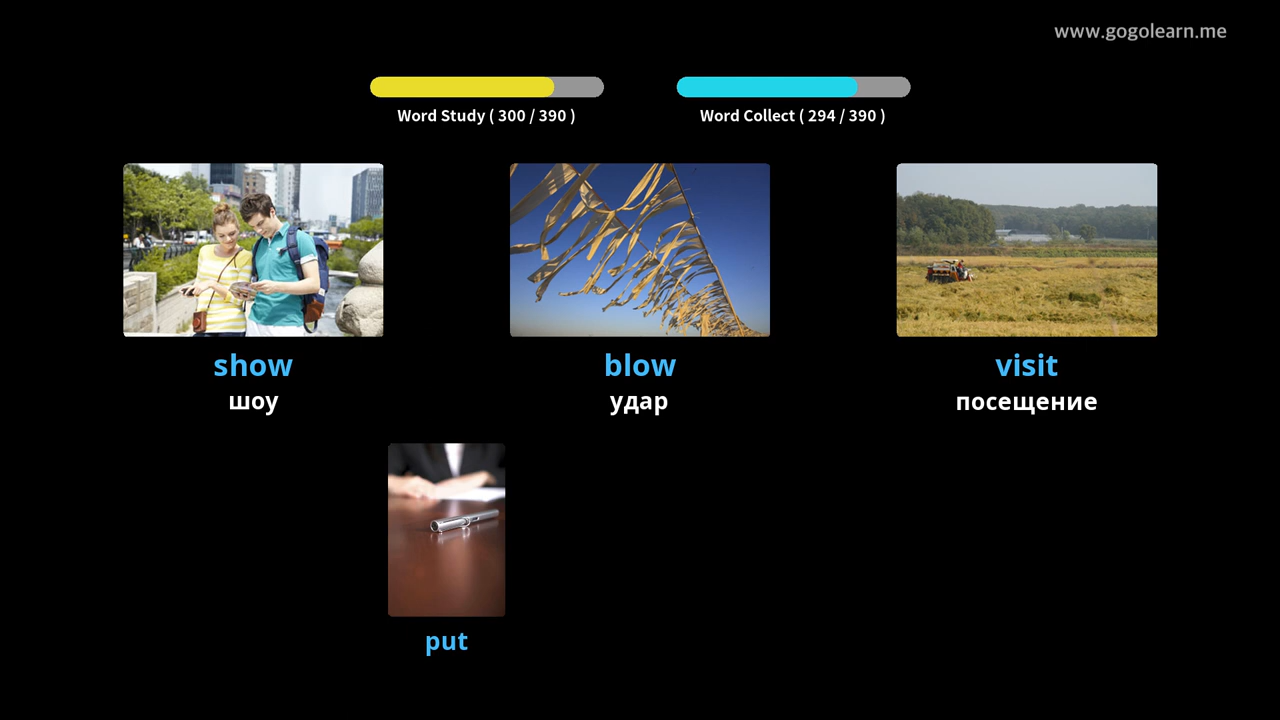 www.gogolearn.me
Word Study ( 300 / 390 )
Word Collect ( 294 / 390 )
show
шоу
blow
удар
visit
посещение
put